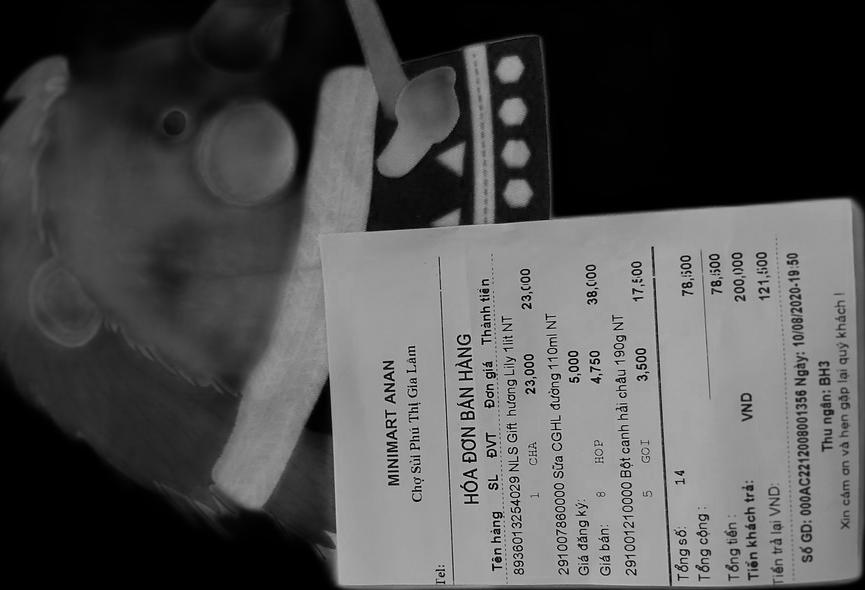 MINIMART ANAN
Chợ Sủi Phú Thị Gia Lâm
Tel:
HÓA ĐƠN BÁN HÀNG
Tên hàng SL ĐVT Đơn giá Thành tiền
8936013254029 NLS Gift hương Lily 1lit NT
1 CHA 23,000 23,000
2910078600000 Sữa CGHL đường 110ml NT
Giá đăng ký: 5,000
Giá bán: 8 HOP 4,750 38,000
2910012100000 Bột canh hải châu 190g NT
5 GOI 3,500 17,500
Tổng số: 14 78,500
Tổng cộng : 78,500
Tổng tiền : 200,000
Tiền khách trả: VND 121,500
Tiền trả lại VND:
Số GD: 000AC2212008001356 Ngày: 10/08/2020-19:50
Thu ngân: BH3
Xin cảm ơn và hẹn gặp lại quý khách !